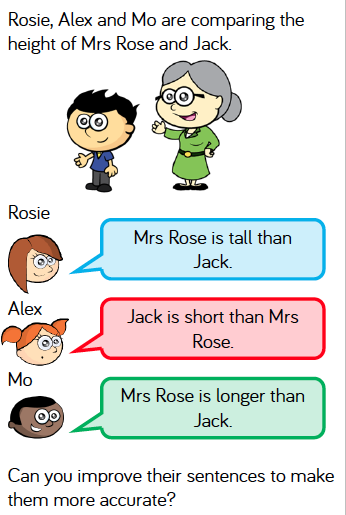 Rosie, Alex and Mo are comparing the
height of Mrs Rose and Jack.
Rosie
Mrs Rose is tall than
Jack.
Alex
Jack is short than Mrs
Rose.
Mo
Mrs Rose is longer than
Jack.
Can you improve their sentences to make
them more accurate?